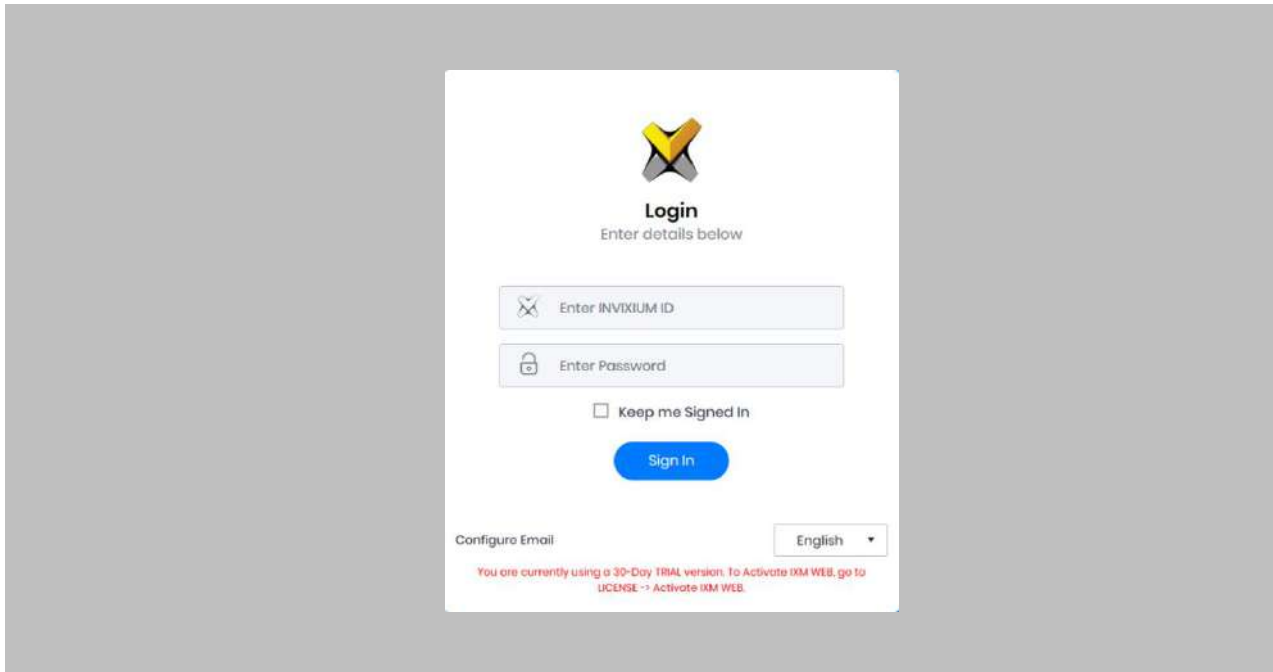 Login
Enter details below
Enter INVIXIUM ID
Enter Password
Keep me Signed In
Sign In
Configure Email
English
You are currently using a 30-Day TRIAL version. To Activate IXM WEB, go to
LICENSE -> Activate IXM WEB.